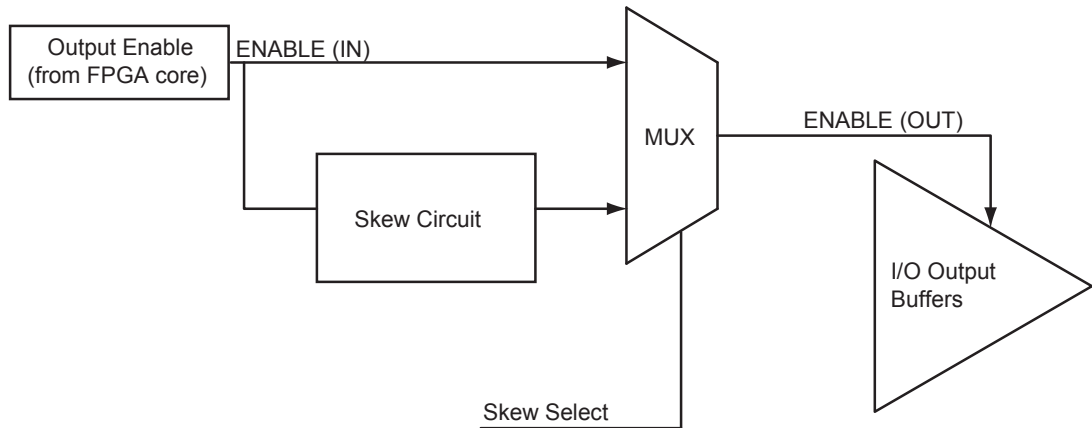 Output Enable
(from FPGA core)
ENABLE (IN)
MUX
ENABLE (OUT)
Skew Circuit
I/O Output
Buffers
Skew Select